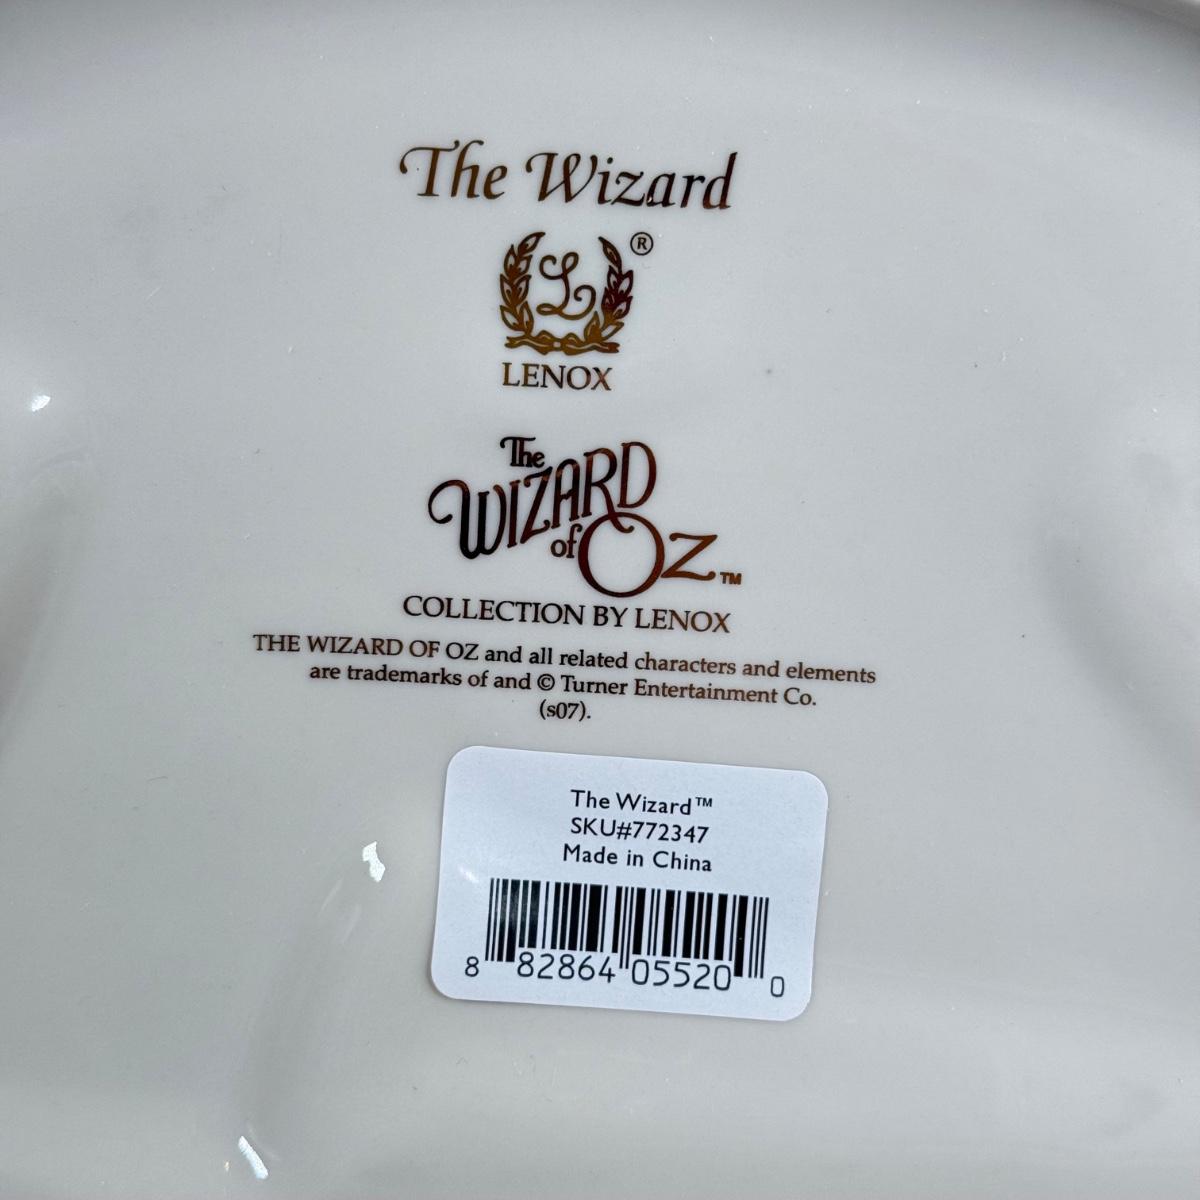 The Wizard
L ®
LENOX
The
WIZARD
of OZ ™
COLLECTION BY LENOX
THE WIZARD OF OZ and all related characters and elements
are trademarks of and © Turner Entertainment Co.
(s07).
The Wizard™
SKU#772347
Made in China
8 82864 05520 0